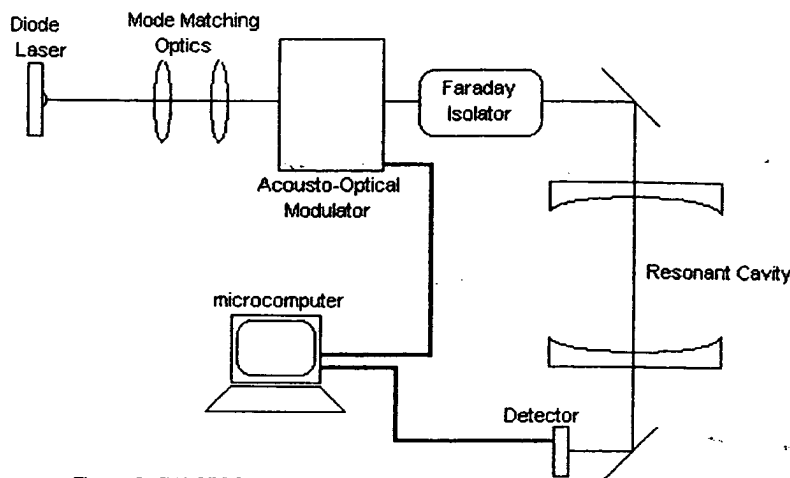 Diode
Laser
Mode Matching
Optics
Faraday
Isolator
Acousto-Optical
Modulator
Resonant Cavity
microcomputer
Detector